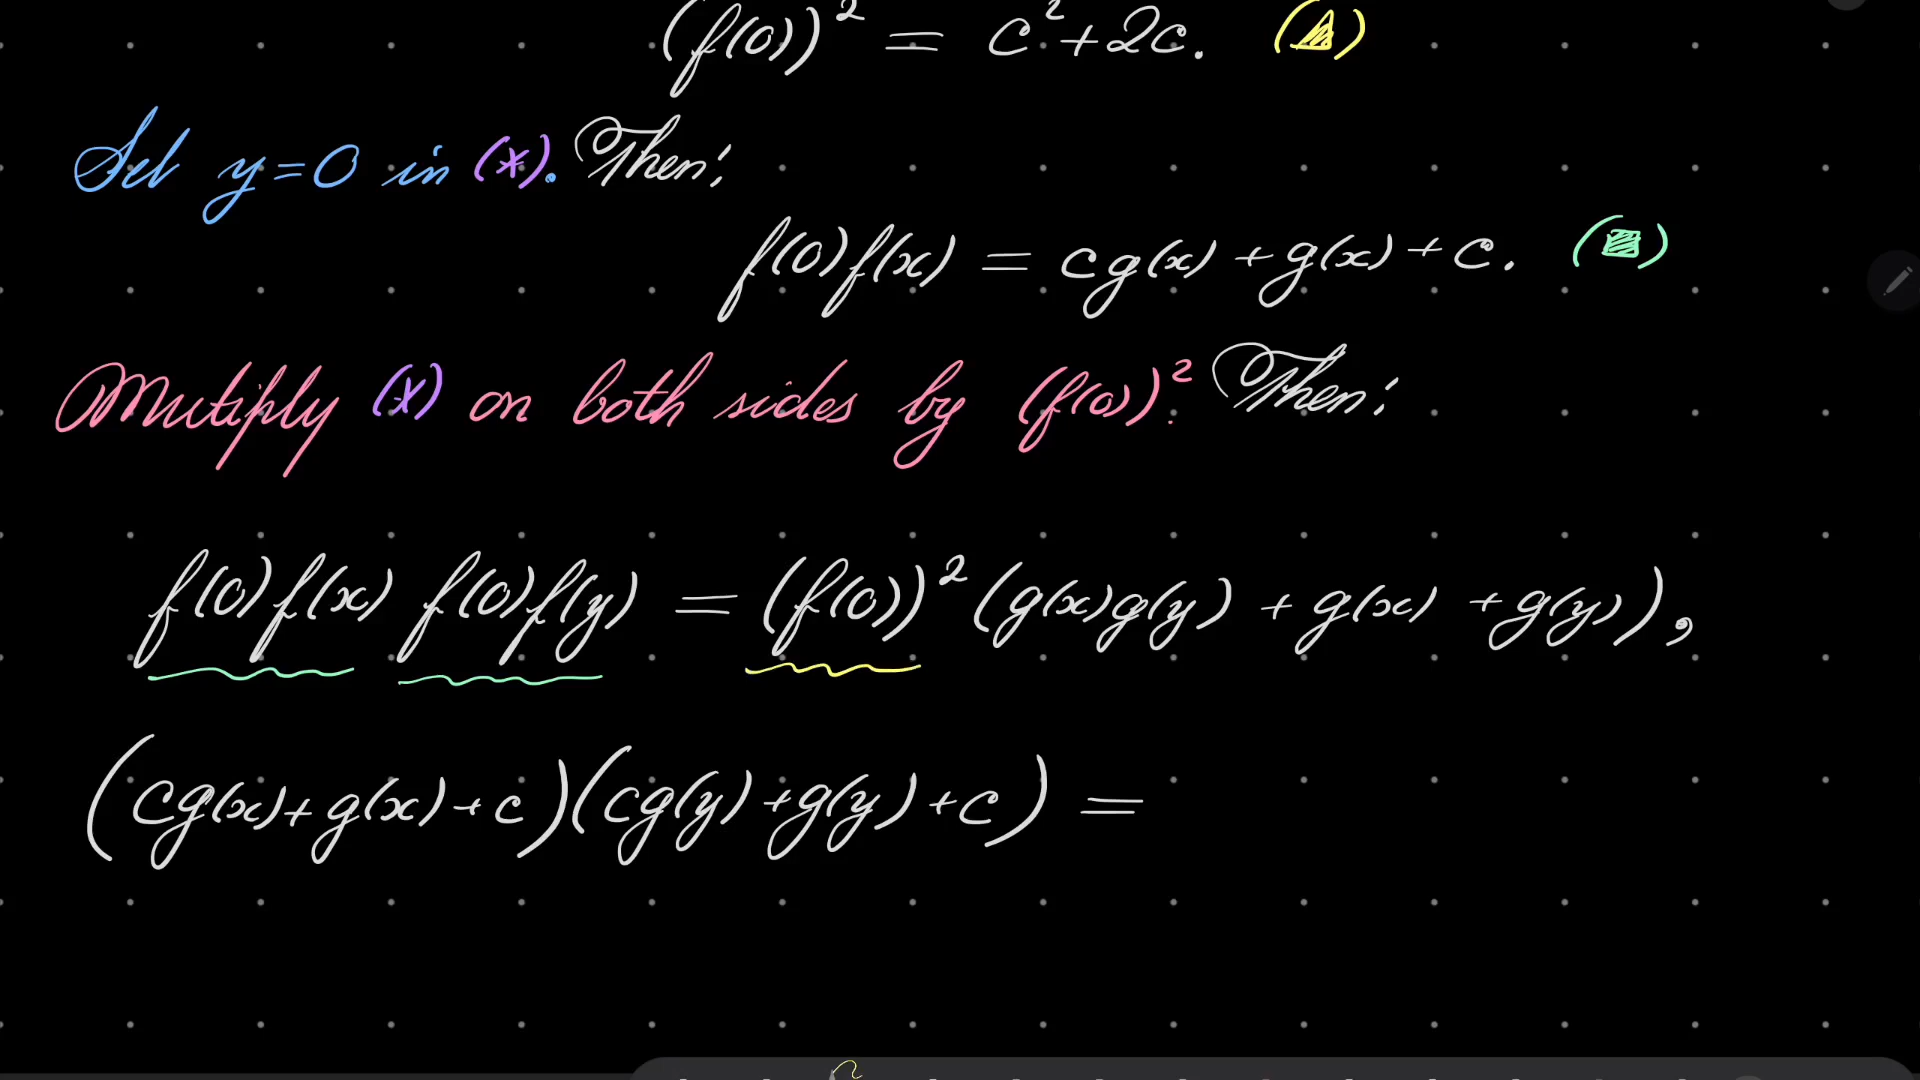 (f(0))² = c²+2c. (▲)
Set y=0 in (*). Then:
f(0)f(x) = cg(x)+g(x)+c. (■)
Multiply (*) on both sides by (f(0))². Then:
f(0)f(x) f(0)f(y) = (f(0))²(g(x)g(y)+g(x)+g(y)),
(cg(x)+g(x)+c)(cg(y)+g(y)+c) =